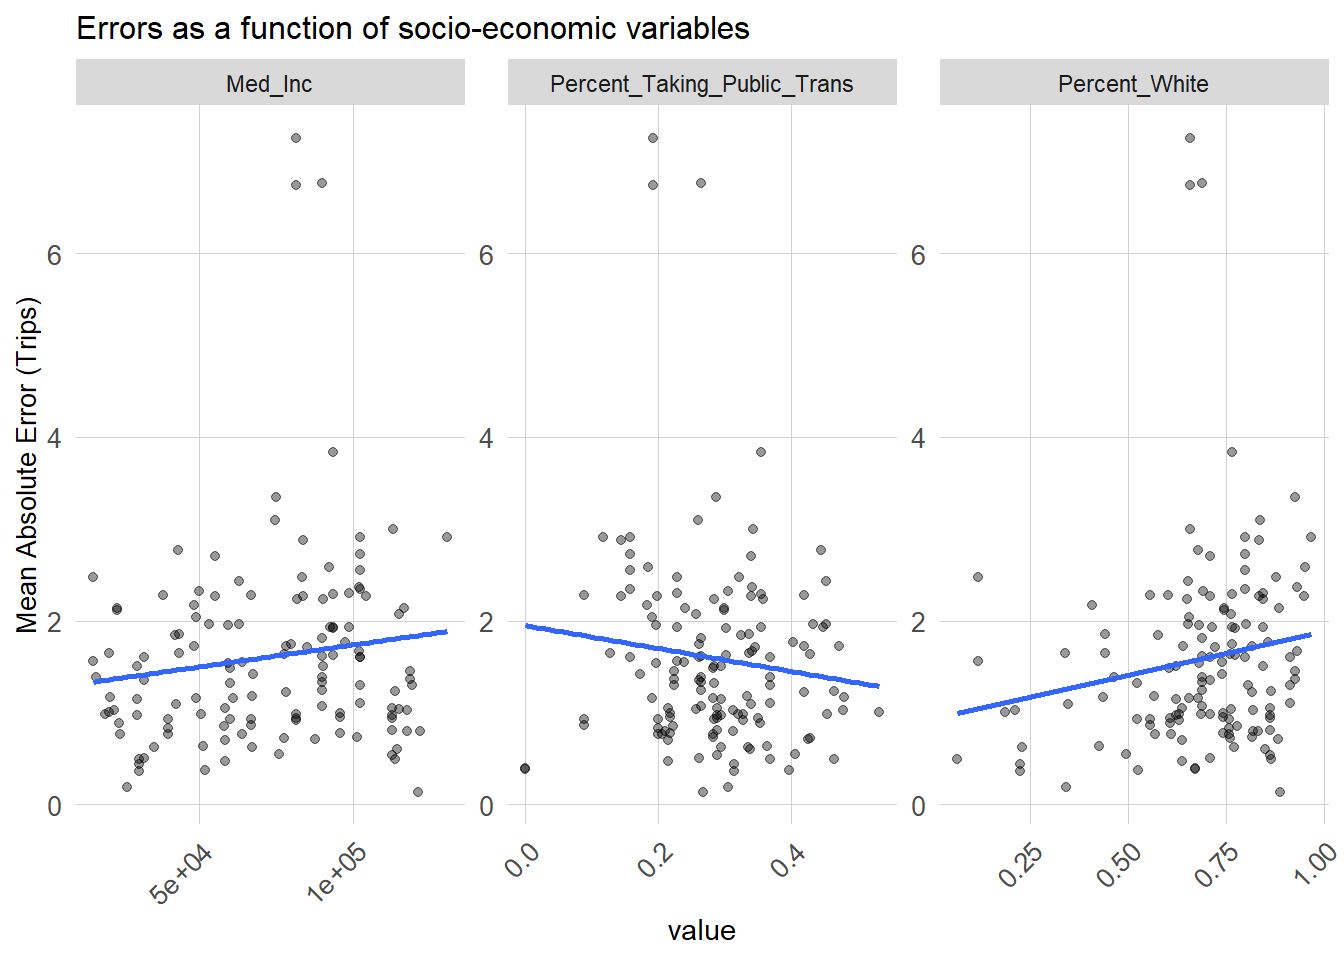 Errors as a function of socio-economic variables
Med_Inc
Percent_Taking_Public_Trans
Percent_White
Mean Absolute Error (Trips)
6
4
2
0
5e+04
1e+05
6
4
2
0
0.0
0.2
0.4
6
4
2
0
0.25
0.50
0.75
1.00
value